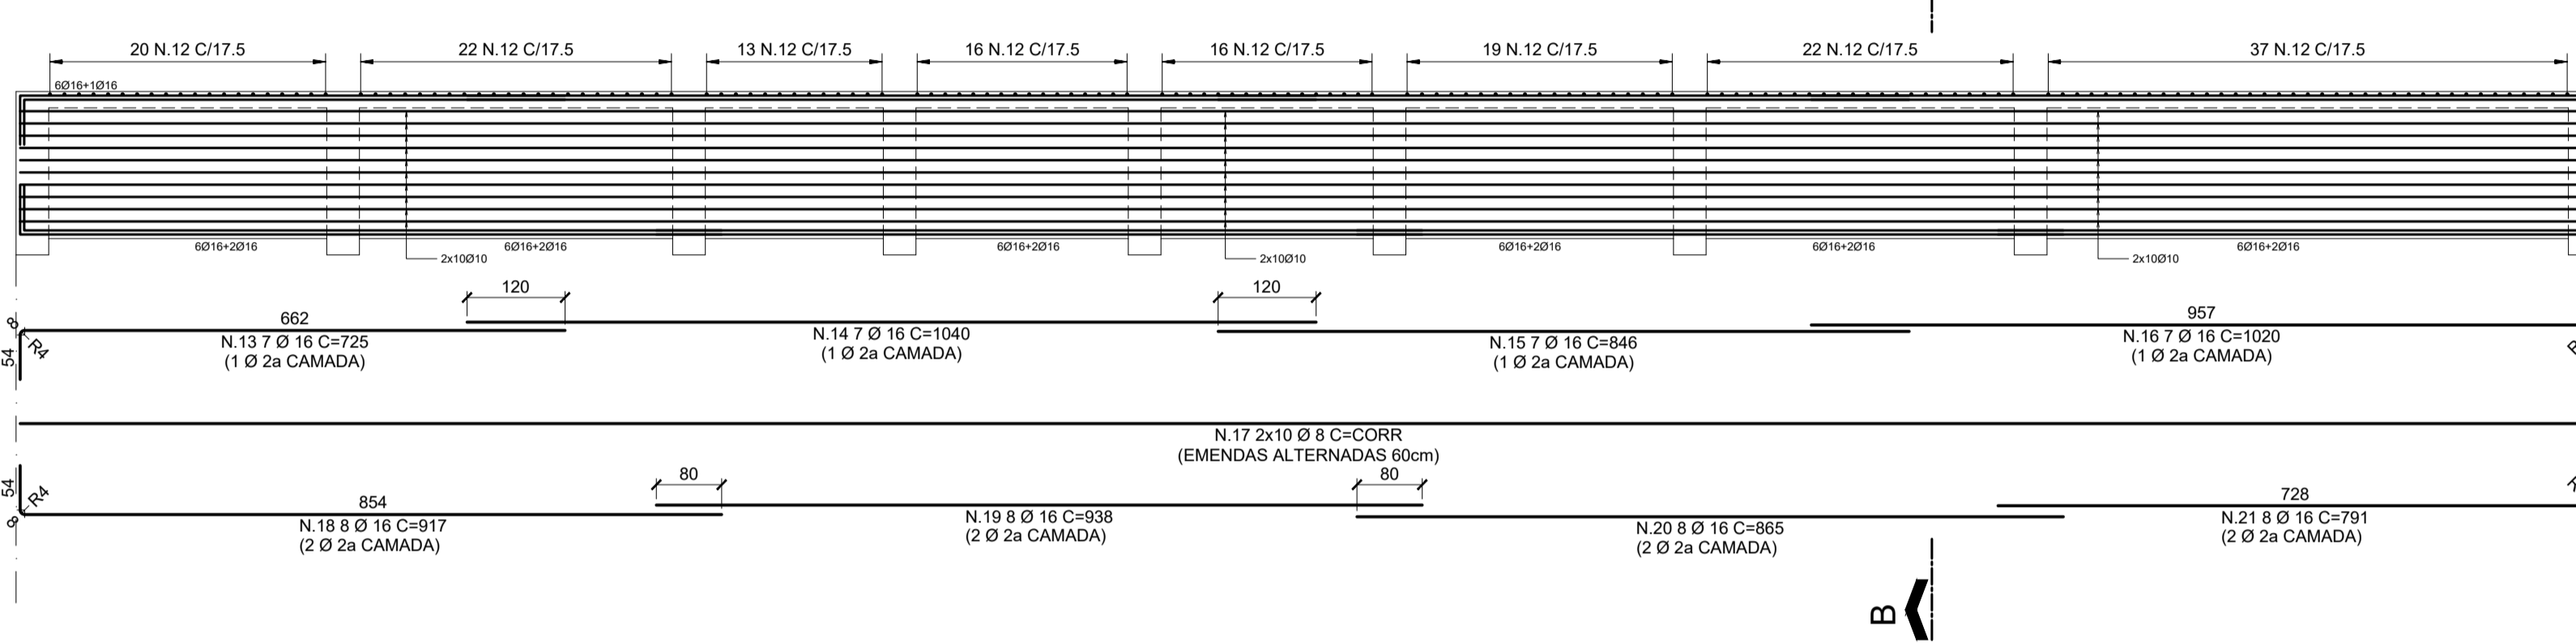 20 N.12 C/17.5
22 N.12 C/17.5
13 N.12 C/17.5
16 N.12 C/17.5
16 N.12 C/17.5
19 N.12 C/17.5
22 N.12 C/17.5
37 N.12 C/17.5
6Ø16+1Ø16
6Ø16+2Ø16
6Ø16+2Ø16
6Ø16+2Ø16
6Ø16+2Ø16
6Ø16+2Ø16
6Ø16+2Ø16
2x10Ø10
2x10Ø10
2x10Ø10
120
120
8
54
R4
662
N.13 7 Ø 16 C=725
(1 Ø 2a CAMADA)
N.14 7 Ø 16 C=1040
(1 Ø 2a CAMADA)
N.15 7 Ø 16 C=846
(1 Ø 2a CAMADA)
957
N.16 7 Ø 16 C=1020
(1 Ø 2a CAMADA)
N.17 2x10 Ø 8 C=CORR
(EMENDAS ALTERNADAS 60cm)
80
80
54
R4
8
854
N.18 8 Ø 16 C=917
(2 Ø 2a CAMADA)
N.19 8 Ø 16 C=938
(2 Ø 2a CAMADA)
N.20 8 Ø 16 C=865
(2 Ø 2a CAMADA)
728
N.21 8 Ø 16 C=791
(2 Ø 2a CAMADA)
B